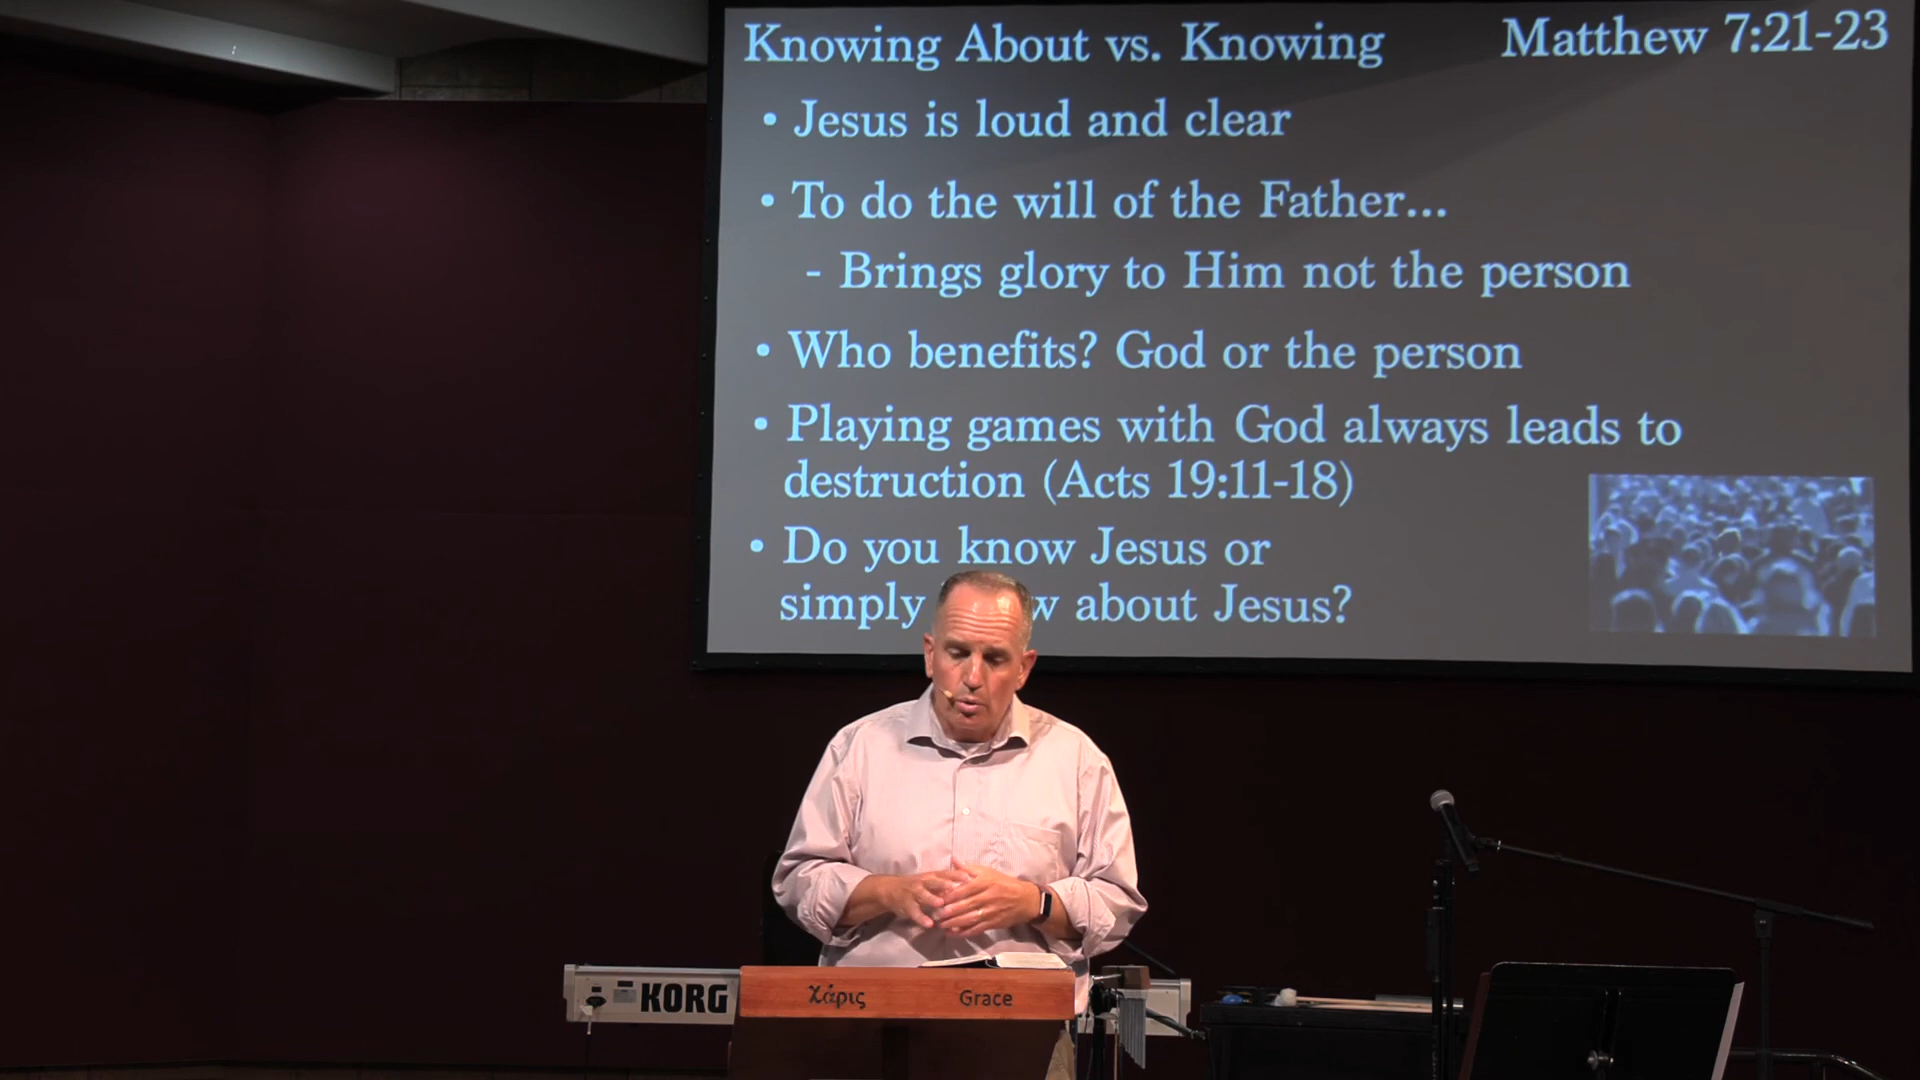 Knowing About vs. Knowing Matthew 7:21-23
• Jesus is loud and clear
• To do the will of the Father...
- Brings glory to Him not the person
• Who benefits? God or the person
• Playing games with God always leads to
destruction (Acts 19:11-18)
• Do you know Jesus or
simply about Jesus?
KORG
Χάρις Grace